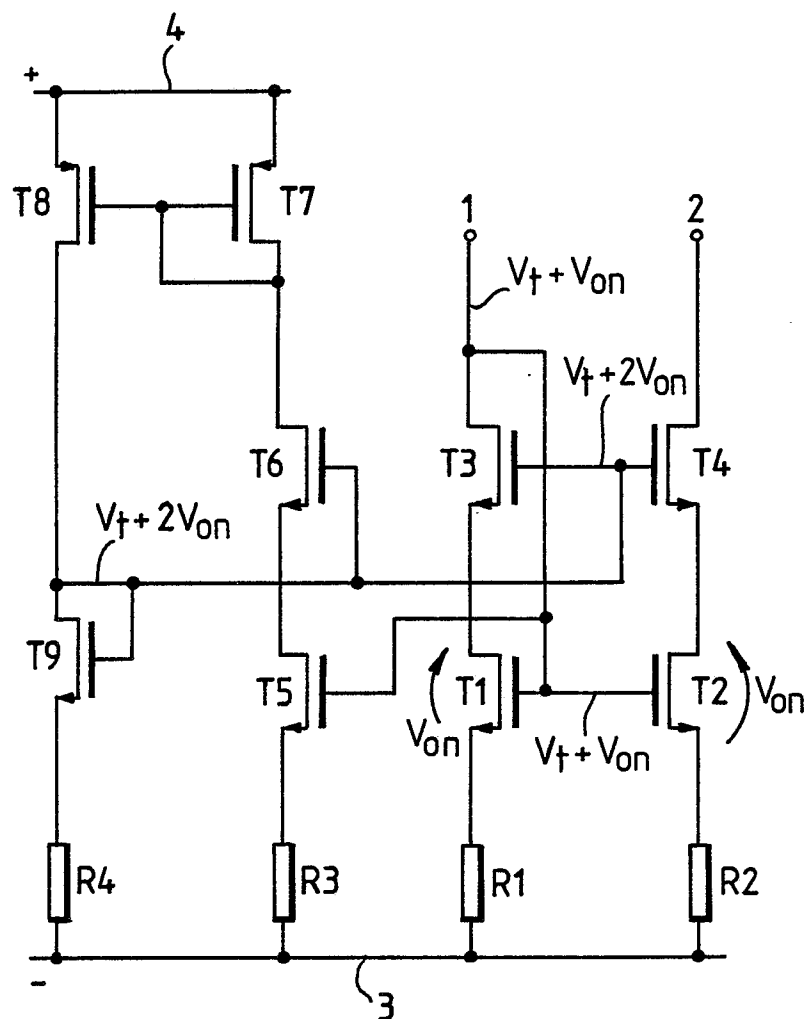 4
+
T8
T7
1
2
Vt + Von
Vt + 2Von
T6
T3
T4
Vt + 2Von
T9
T5
T1
T2
Von
Von
Vt + Von
R4
R3
R1
R2
-
3